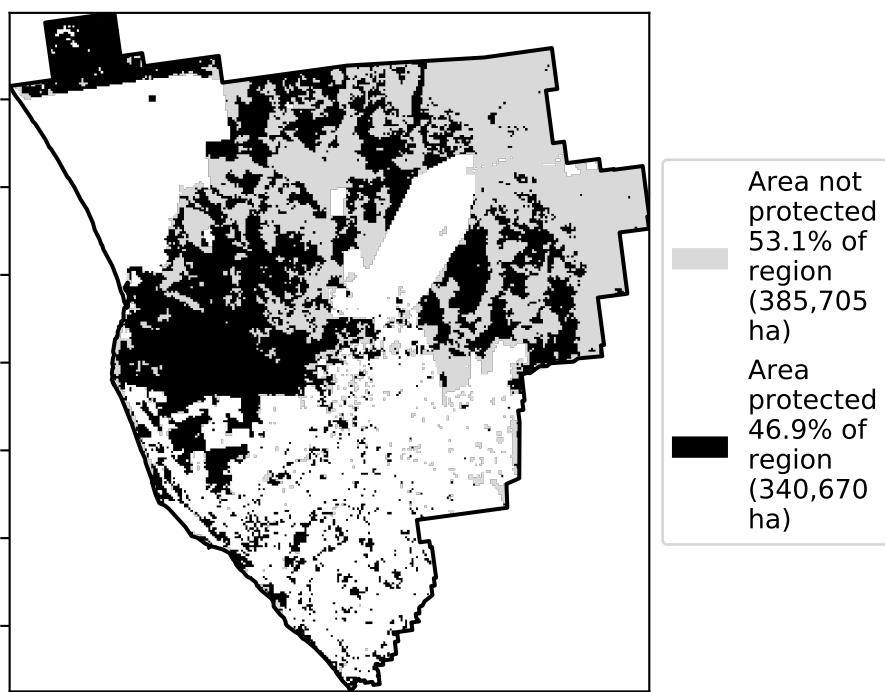 Area not
protected
53.1% of
region
(385,705
ha)
Area
protected
46.9% of
region
(340,670
ha)